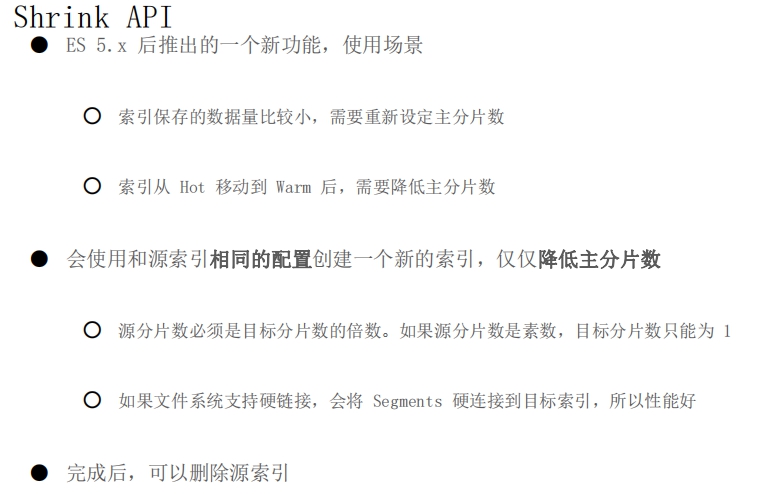 Shrink API
ES 5.x 后推出的一个新功能，使用场景
索引保存的数据量比较小，需要重新设定主分片数
索引从 Hot 移动到 Warm 后，需要降低主分片数
会使用和源索引相同的配置创建一个新的索引，仅仅降低主分片数
源分片数必须是目标分片数的倍数。如果源分片数是素数，目标分片数只能为 1
如果文件系统支持硬链接，会将 Segments 硬连接到目标索引，所以性能好
完成后，可以删除源索引